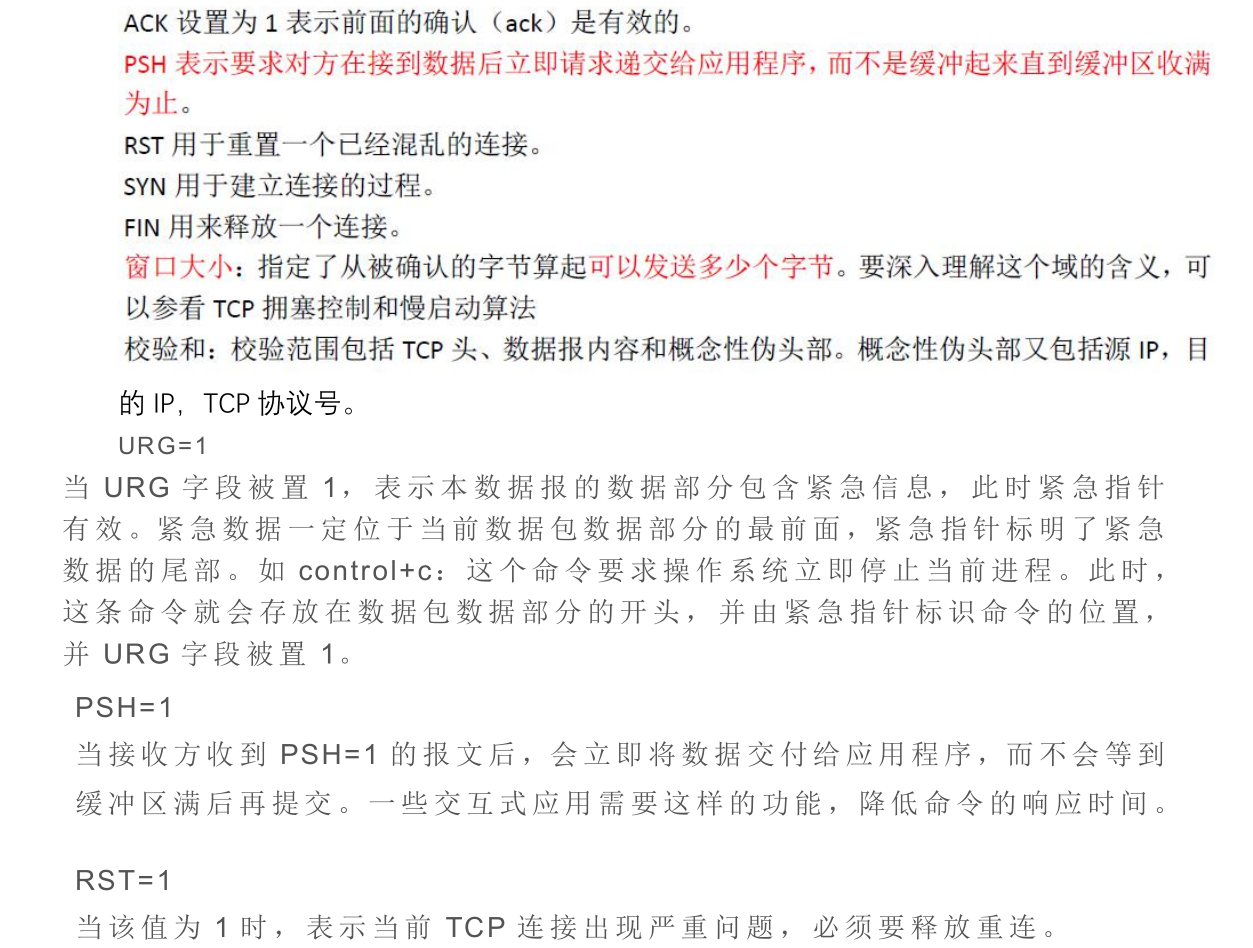 ACK 设置为 1 表示前面的确认（ack）是有效的。
PSH 表示要求对方在接到数据后立即请求递交给应用程序，而不是缓冲起来直到缓冲区收满
为止。
RST 用于重置一个已经混乱的连接。
SYN 用于建立连接的过程。
FIN 用来释放一个连接。
窗口大小：指定了从被确认的字节算起可以发送多少个字节。要深入理解这个域的含义，可
以参看 TCP 拥塞控制和慢启动算法
校验和：校验范围包括 TCP 头、数据报内容和概念性伪头部。概念性伪头部又包括源 IP，目
的 IP，TCP 协议号。
URG=1
当 URG 字段被置 1，表示本数据报的数据部分包含紧急信息，此时紧急指针
有效。紧急数据一定位于当前数据包数据部分的最前面，紧急指针标明了紧急
数据的尾部。如 control+c：这个命令要求操作系统立即停止当前进程。此时，
这条命令就会存放在数据包数据部分的开头，并由紧急指针标识命令的位置，
并 URG 字段被置 1。
PSH=1
当接收方收到 PSH=1 的报文后，会立即将数据交付给应用程序，而不会等到
缓冲区满后再提交。一些交互式应用需要这样的功能，降低命令的响应时间。
RST=1
当该值为 1 时，表示当前 TCP 连接出现严重问题，必须要释放重连。